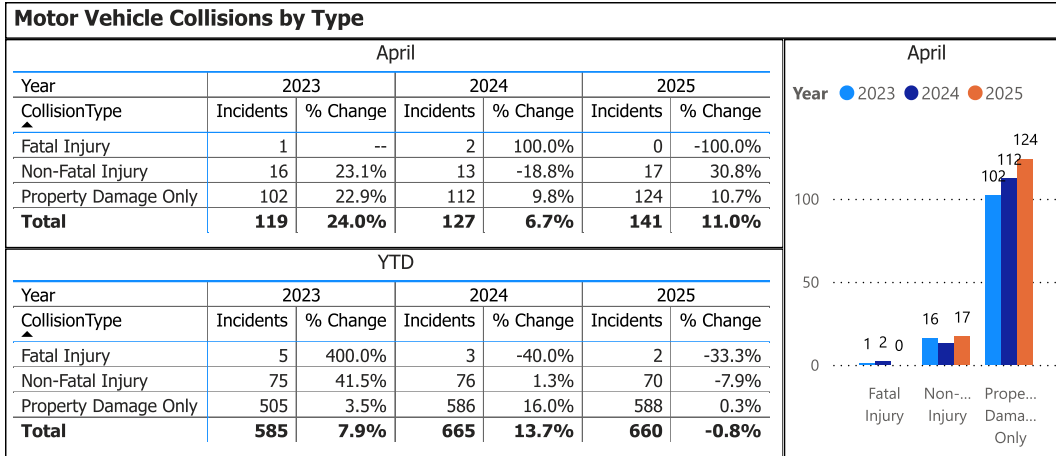 Motor Vehicle Collisions by Type
April
Year 2023 2024 2025
CollisionType Incidents % Change Incidents % Change Incidents % Change
Fatal Injury 1 -- 2 100.0% 0 -100.0%
Non-Fatal Injury 16 23.1% 13 -18.8% 17 30.8%
Property Damage Only 102 22.9% 112 9.8% 124 10.7%
Total 119 24.0% 127 6.7% 141 11.0%
YTD
Year 2023 2024 2025
CollisionType Incidents % Change Incidents % Change Incidents % Change
Fatal Injury 5 400.0% 3 -40.0% 2 -33.3%
Non-Fatal Injury 75 41.5% 76 1.3% 70 -7.9%
Property Damage Only 505 3.5% 586 16.0% 588 0.3%
Total 585 7.9% 665 13.7% 660 -0.8%
April
Year 2023 2024 2025
124
112
102
100
50
16 17
1 2 0
0
Fatal Non-... Prope...
Injury Injury Dama...
Only